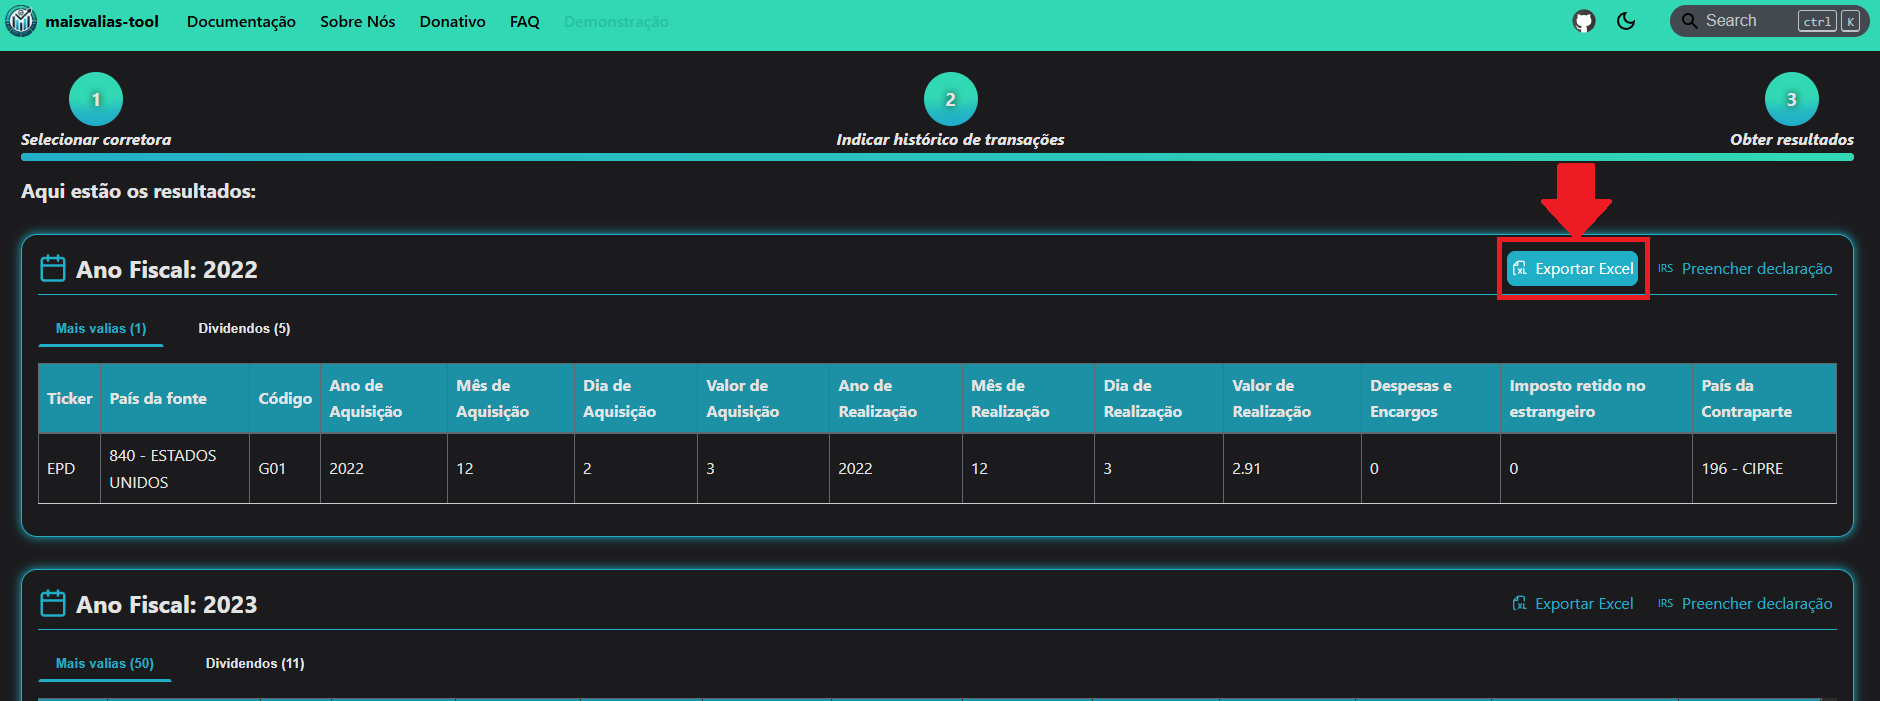 maisvalias-tool Documentação Sobre Nós Donativo FAQ Demonstração Search ctrl K
1 2 3
Selecionar corretora Indicar histórico de transações Obter resultados
Aqui estão os resultados:
Ano Fiscal: 2022 XL Exportar Excel IRS Preencher declaração
Mais valias (1) Dividendos (5)
Ticker País da fonte Código Ano de Aquisição Mês de Aquisição Dia de Aquisição Valor de Aquisição Ano de Realização Mês de Realização Dia de Realização Valor de Realização Despesas e Encargos Imposto retido no estrangeiro País da Contraparte
EPD 840 - ESTADOS UNIDOS G01 2022 12 2 3 2022 12 3 2.91 0 0 196 - CIPRE
Ano Fiscal: 2023 XL Exportar Excel IRS Preencher declaração
Mais valias (50) Dividendos (11)